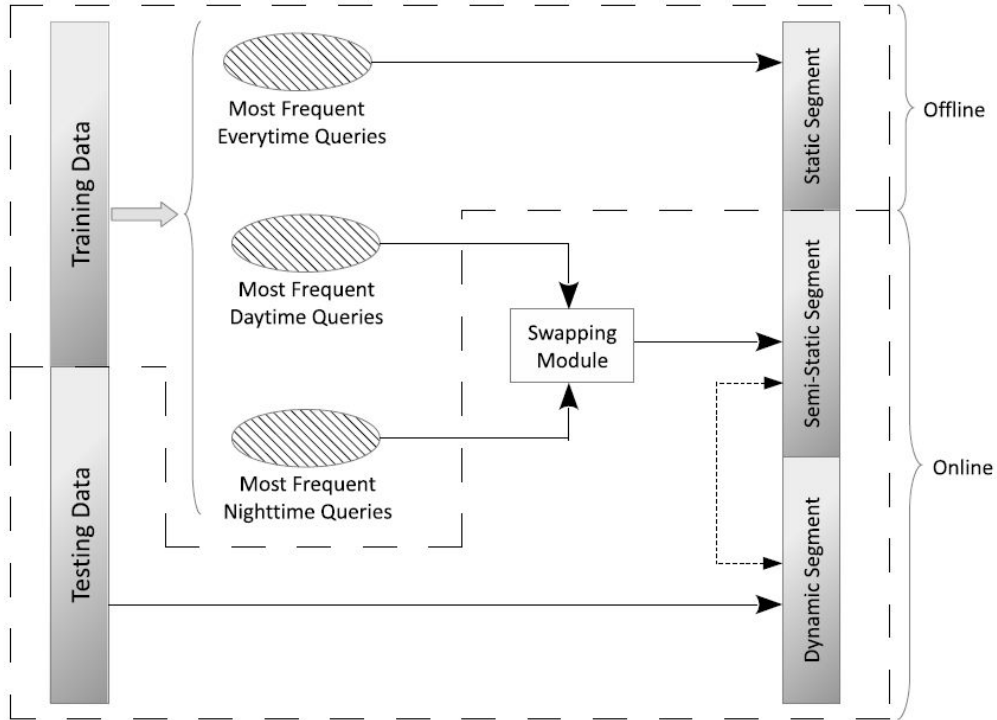 Training Data
Testing Data
Most Frequent
Everytime Queries
Most Frequent
Daytime Queries
Most Frequent
Nighttime Queries
Swapping
Module
Static Segment
Semi-Static Segment
Dynamic Segment
Offline
Online